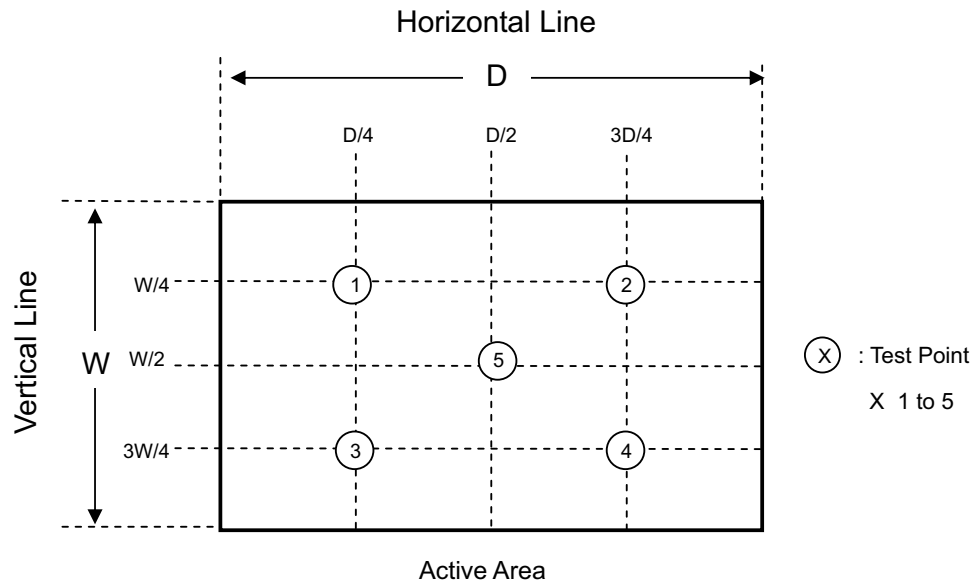 Horizontal Line
D
D/4 D/2 3D/4
Vertical Line
W
W/4
W/2
3W/4
1 2
5
3 4
X : Test Point
X 1 to 5
Active Area